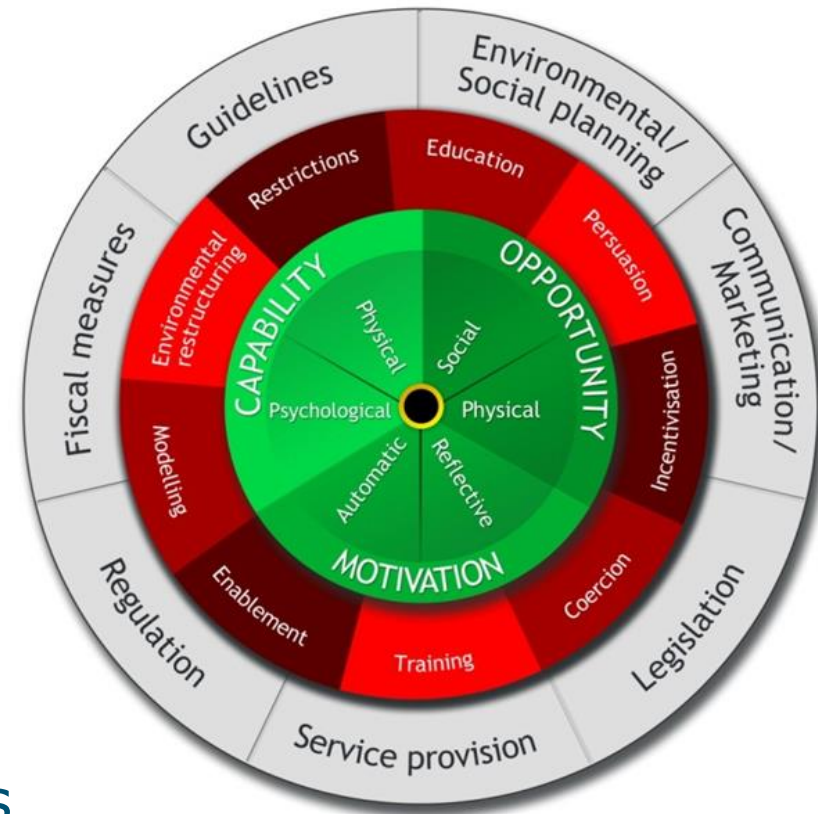 Guidelines
Environmental/
Social planning
Communication/
Marketing
Legislation
Service provision
Regulation
Fiscal measures
Restrictions
Education
Persuasion
Incentivisation
Coercion
Training
Enablement
Modelling
Environmental
restructuring
CAPABILITY
OPPORTUNITY
MOTIVATION
Physical
Social
Psychological
Physical
Automatic
Reflective
s